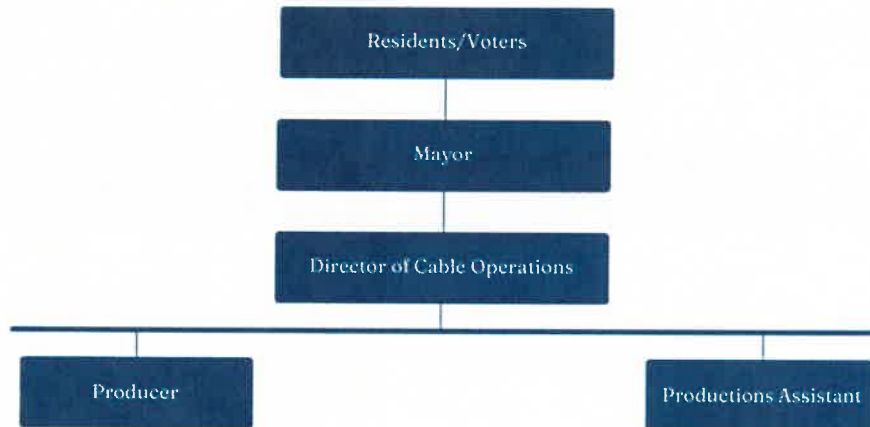 Residents/Voters
Mayor
Director of Cable Operations
Producer
Productions Assistant